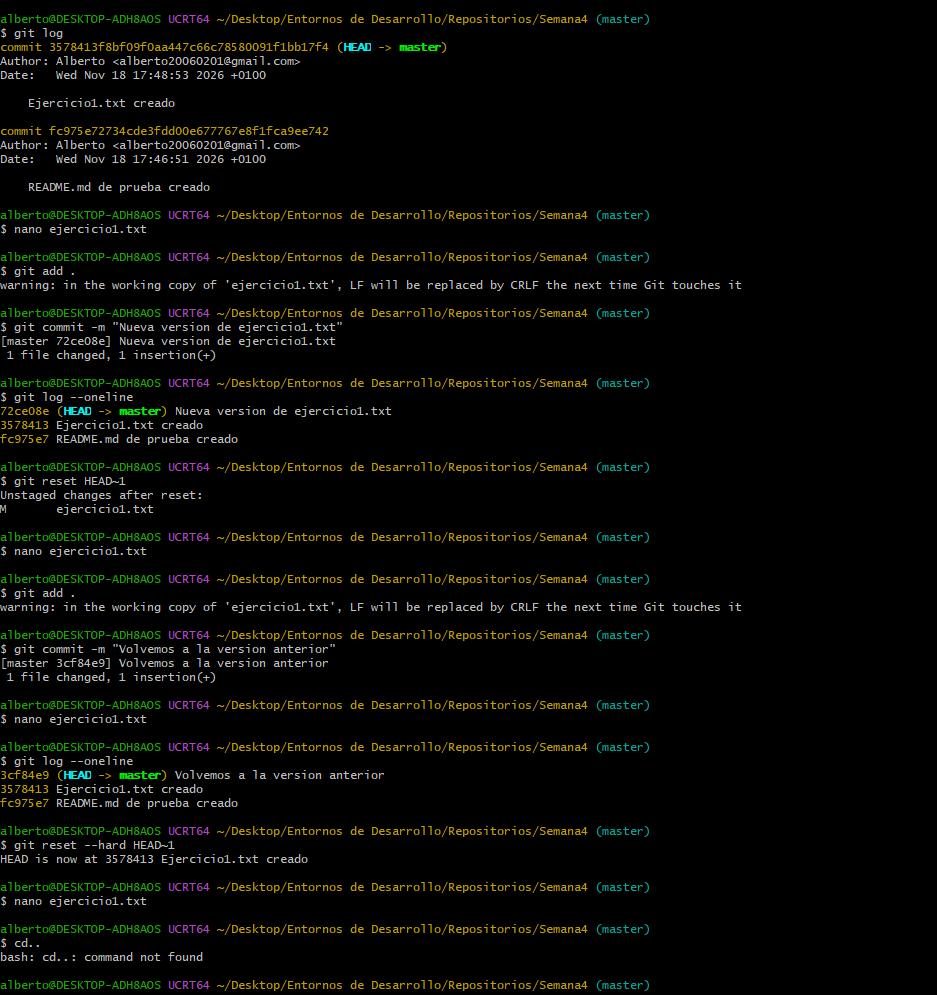 alberto@DESKTOP-ADH8AOS UCRT64 ~/Desktop/Entornos de Desarrollo/Repositorios/Semana4 (master)
$ git log
commit 3578413f8bf09f0aa447c66c78580091f1bb17f4 (HEAD -> master)
Author: Alberto <alberto20060201@gmail.com>
Date:   Wed Nov 18 17:48:53 2026 +0100

    Ejercicio1.txt creado

commit fc975e72734cde3fdd00e677767e8f1fca9ee742
Author: Alberto <alberto20060201@gmail.com>
Date:   Wed Nov 18 17:46:51 2026 +0100

    README.md de prueba creado

alberto@DESKTOP-ADH8AOS UCRT64 ~/Desktop/Entornos de Desarrollo/Repositorios/Semana4 (master)
$ nano ejercicio1.txt

alberto@DESKTOP-ADH8AOS UCRT64 ~/Desktop/Entornos de Desarrollo/Repositorios/Semana4 (master)
$ git add .
warning: in the working copy of 'ejercicio1.txt', LF will be replaced by CRLF the next time Git touches it

alberto@DESKTOP-ADH8AOS UCRT64 ~/Desktop/Entornos de Desarrollo/Repositorios/Semana4 (master)
$ git commit -m "Nueva version de ejercicio1.txt"
[master 72ce08e] Nueva version de ejercicio1.txt
 1 file changed, 1 insertion(+)

alberto@DESKTOP-ADH8AOS UCRT64 ~/Desktop/Entornos de Desarrollo/Repositorios/Semana4 (master)
$ git log --oneline
72ce08e (HEAD -> master) Nueva version de ejercicio1.txt
3578413 Ejercicio1.txt creado
fc975e7 README.md de prueba creado

alberto@DESKTOP-ADH8AOS UCRT64 ~/Desktop/Entornos de Desarrollo/Repositorios/Semana4 (master)
$ git reset HEAD~1
Unstaged changes after reset:
M       ejercicio1.txt

alberto@DESKTOP-ADH8AOS UCRT64 ~/Desktop/Entornos de Desarrollo/Repositorios/Semana4 (master)
$ nano ejercicio1.txt

alberto@DESKTOP-ADH8AOS UCRT64 ~/Desktop/Entornos de Desarrollo/Repositorios/Semana4 (master)
$ git add .
warning: in the working copy of 'ejercicio1.txt', LF will be replaced by CRLF the next time Git touches it

alberto@DESKTOP-ADH8AOS UCRT64 ~/Desktop/Entornos de Desarrollo/Repositorios/Semana4 (master)
$ git commit -m "Volvemos a la version anterior"
[master 3cf84e9] Volvemos a la version anterior
 1 file changed, 1 insertion(+)

alberto@DESKTOP-ADH8AOS UCRT64 ~/Desktop/Entornos de Desarrollo/Repositorios/Semana4 (master)
$ nano ejercicio1.txt

alberto@DESKTOP-ADH8AOS UCRT64 ~/Desktop/Entornos de Desarrollo/Repositorios/Semana4 (master)
$ git log --oneline
3cf84e9 (HEAD -> master) Volvemos a la version anterior
3578413 Ejercicio1.txt creado
fc975e7 README.md de prueba creado

alberto@DESKTOP-ADH8AOS UCRT64 ~/Desktop/Entornos de Desarrollo/Repositorios/Semana4 (master)
$ git reset --hard HEAD~1
HEAD is now at 3578413 Ejercicio1.txt creado

alberto@DESKTOP-ADH8AOS UCRT64 ~/Desktop/Entornos de Desarrollo/Repositorios/Semana4 (master)
$ nano ejercicio1.txt

alberto@DESKTOP-ADH8AOS UCRT64 ~/Desktop/Entornos de Desarrollo/Repositorios/Semana4 (master)
$ cd..
bash: cd..: command not found

alberto@DESKTOP-ADH8AOS UCRT64 ~/Desktop/Entornos de Desarrollo/Repositorios/Semana4 (master)